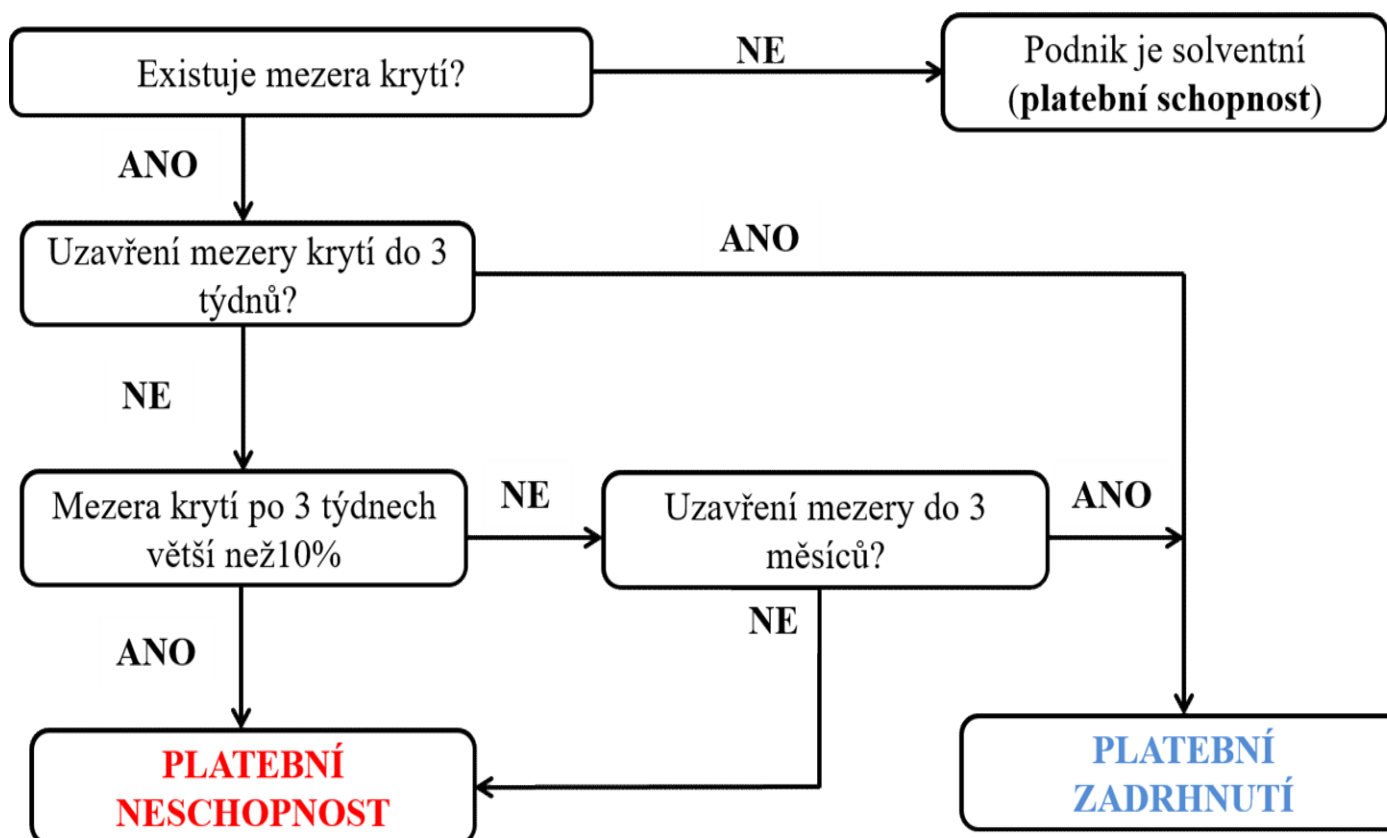 Existuje mezera krytí?
NE
Podnik je solventní
(platební schopnost)
ANO
Uzavření mezery krytí do 3
týdnů?
ANO
NE
Mezera krytí po 3 týdnech
větší než10%
NE
Uzavření mezery do 3
měsíců?
ANO
ANO
NE
PLATEBNÍ
NESCHOPNOST
PLATEBNÍ
ZADRHNUTÍ